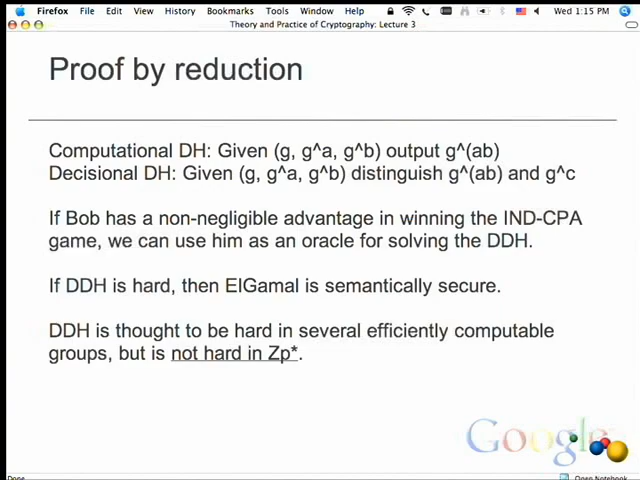 Firefox File Edit View History Bookmarks Tools Window Help Wed 1:15 PM
Theory and Practice of Cryptography: Lecture 3
Proof by reduction
Computational DH: Given (g, g^a, g^b) output g^(ab)
Decisional DH: Given (g, g^a, g^b) distinguish g^(ab) and g^c
If Bob has a non-negligible advantage in winning the IND-CPA
game, we can use him as an oracle for solving the DDH.
If DDH is hard, then ElGamal is semantically secure.
DDH is thought to be hard in several efficiently computable
groups, but is not hard in Zp*.
Google
Done
Open Notebook